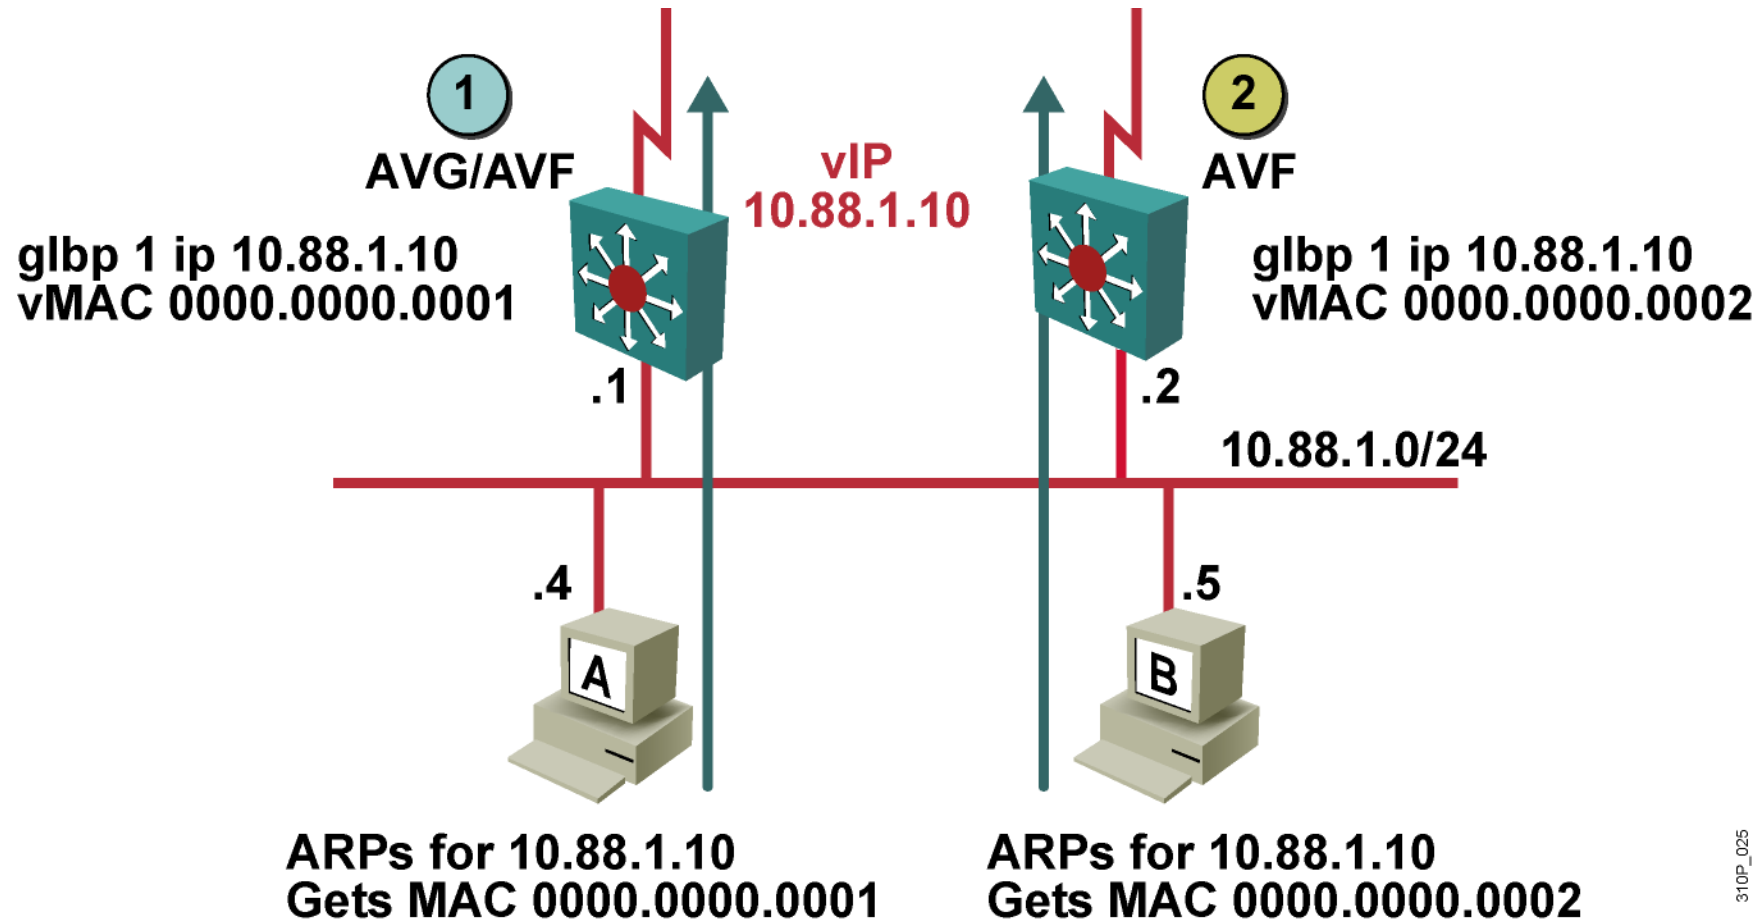 1
AVG/AVF
glbp 1 ip 10.88.1.10
vMAC 0000.0000.0001
vIP
10.88.1.10
2
AVF
glbp 1 ip 10.88.1.10
vMAC 0000.0000.0002
.1
.2
10.88.1.0/24
.4
.5
A
B
ARPs for 10.88.1.10
Gets MAC 0000.0000.0001
ARPs for 10.88.1.10
Gets MAC 0000.0000.0002
310P_025